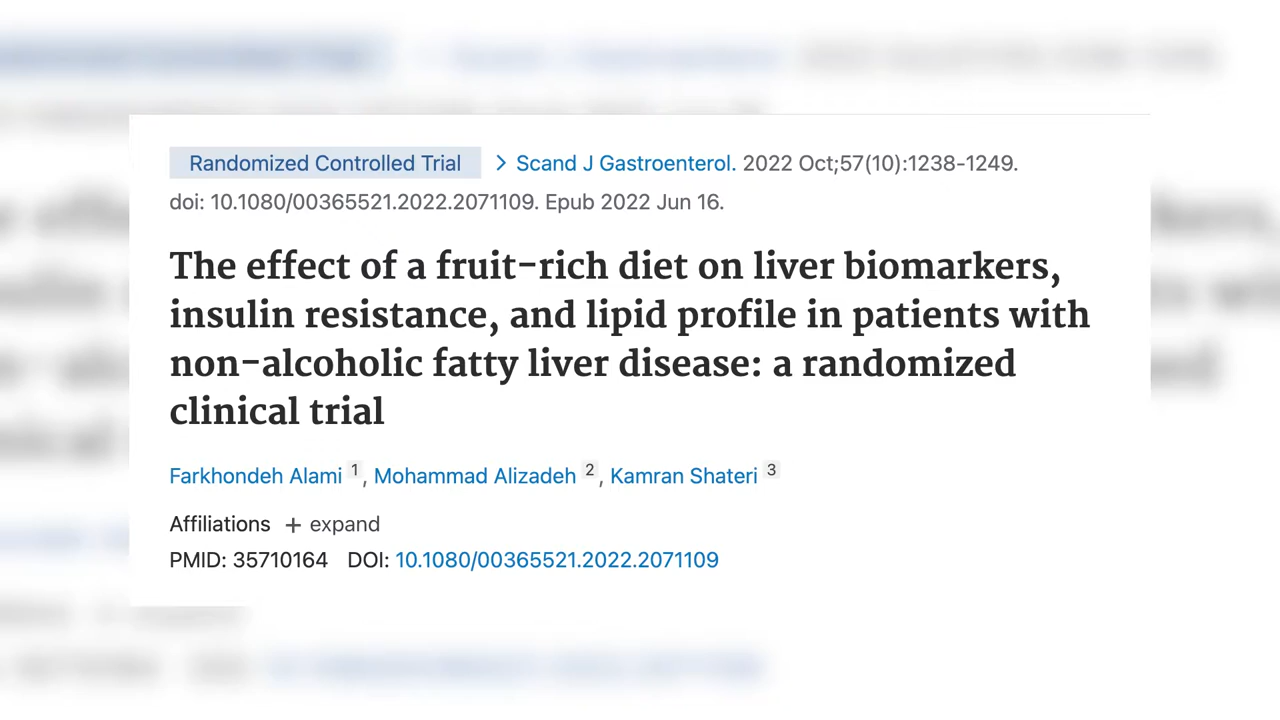 Randomized Controlled Trial > Scand J Gastroenterol. 2022 Oct;57(10):1238-1249.
doi: 10.1080/00365521.2022.2071109. Epub 2022 Jun 16.
The effect of a fruit-rich diet on liver biomarkers,
insulin resistance, and lipid profile in patients with
non-alcoholic fatty liver disease: a randomized
clinical trial
Farkhondeh Alami 1, Mohammad Alizadeh 2, Kamran Shateri 3
Affiliations + expand
PMID: 35710164 DOI: 10.1080/00365521.2022.2071109